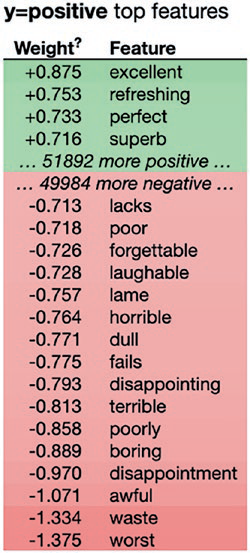 y=positive top features
Weight? Feature
+0.875 excellent
+0.753 refreshing
+0.733 perfect
+0.716 superb
… 51892 more positive …
… 49984 more negative …
-0.713 lacks
-0.718 poor
-0.726 forgettable
-0.728 laughable
-0.757 lame
-0.764 horrible
-0.771 dull
-0.775 fails
-0.793 disappointing
-0.813 terrible
-0.858 poorly
-0.889 boring
-0.970 disappointment
-1.071 awful
-1.334 waste
-1.375 worst